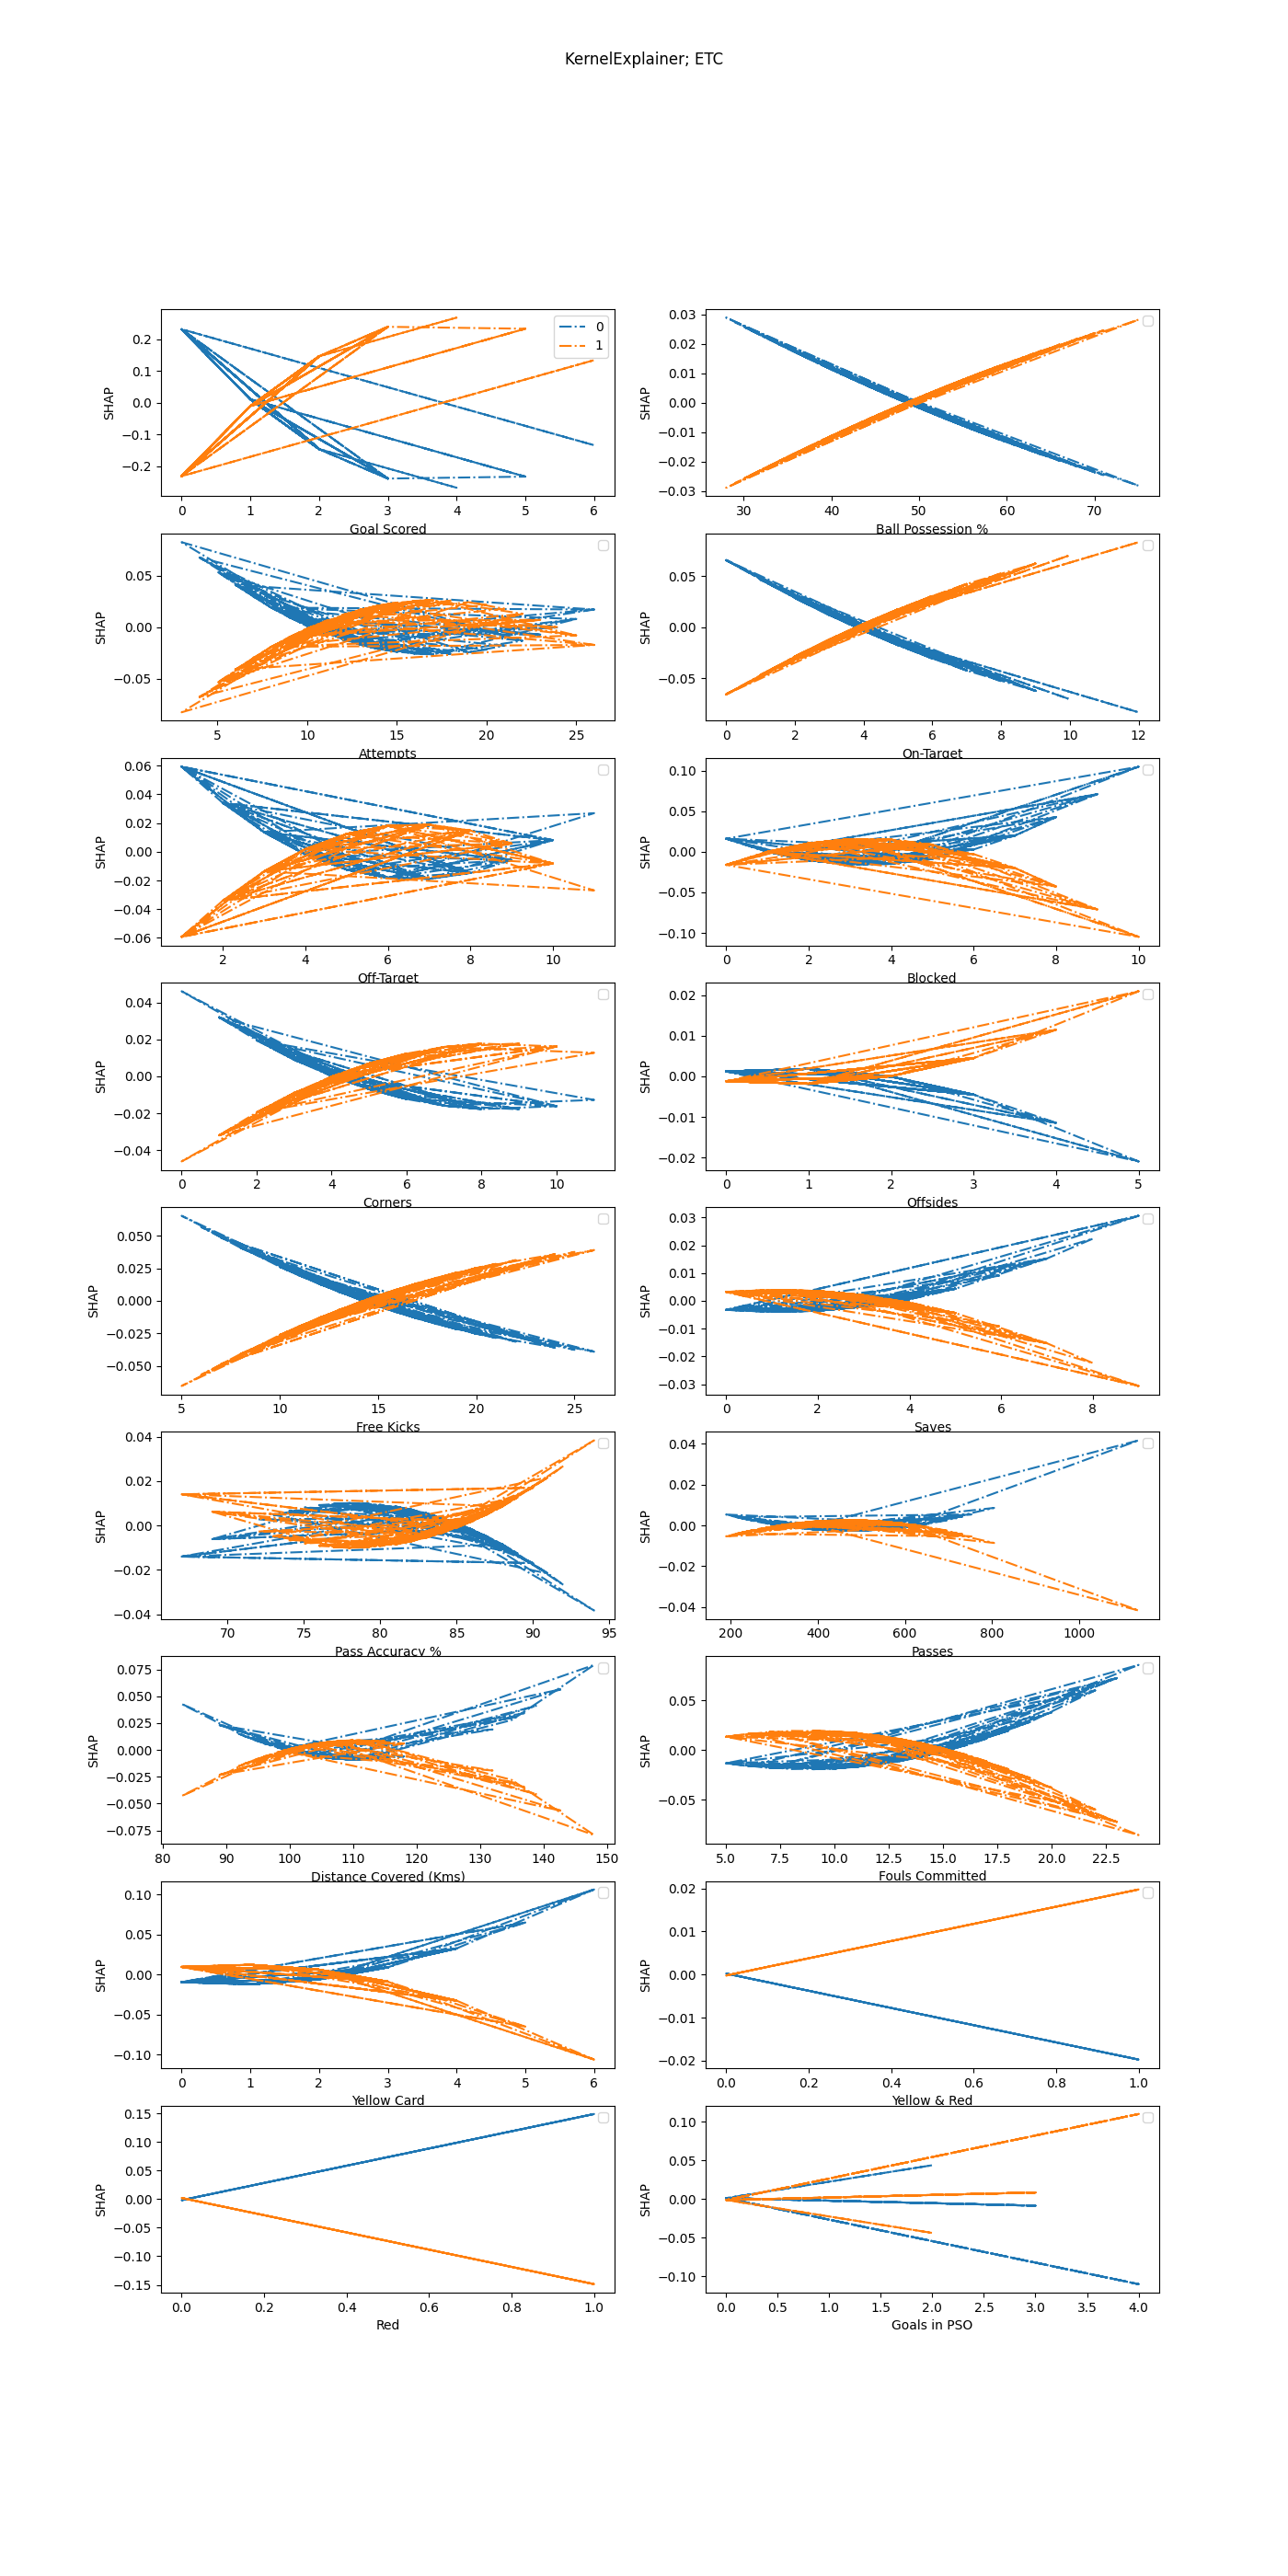 KernelExplainer; ETC
0.2
0.1
0.0
−0.1
−0.2
SHAP
0 1 2 3 4 5 6
Goal Scored
0
1
0.03
0.02
0.01
0.00
−0.01
−0.02
−0.03
SHAP
30 40 50 60 70
Ball Possession %
0.05
0.00
−0.05
SHAP
5 10 15 20 25
Attempts
0.05
0.00
−0.05
SHAP
0 2 4 6 8 10 12
On-Target
0.06
0.04
0.02
0.00
−0.02
−0.04
−0.06
SHAP
2 4 6 8 10
Off-Target
0.10
0.05
0.00
−0.05
−0.10
SHAP
0 2 4 6 8 10
Blocked
0.04
0.02
0.00
−0.02
−0.04
SHAP
0 2 4 6 8 10
Corners
0.02
0.01
0.00
−0.01
−0.02
SHAP
0 1 2 3 4 5
Offsides
0.050
0.025
0.000
−0.025
−0.050
SHAP
5 10 15 20 25
Free Kicks
0.03
0.02
0.01
0.00
−0.01
−0.02
−0.03
SHAP
0 2 4 6 8
Saves
0.04
0.02
0.00
−0.02
−0.04
SHAP
70 75 80 85 90 95
Pass Accuracy %
0.04
0.02
0.00
−0.02
−0.04
SHAP
200 400 600 800 1000
Passes
0.075
0.050
0.025
0.000
−0.025
−0.050
−0.075
SHAP
80 90 100 110 120 130 140 150
Distance Covered (Kms)
0.05
0.00
−0.05
SHAP
5.0 7.5 10.0 12.5 15.0 17.5 20.0 22.5
Fouls Committed
0.10
0.05
0.00
−0.05
−0.10
SHAP
0 1 2 3 4 5 6
Yellow Card
0.02
0.01
0.00
−0.01
−0.02
SHAP
0.0 0.2 0.4 0.6 0.8 1.0
Yellow & Red
0.15
0.10
0.05
0.00
−0.05
−0.10
−0.15
SHAP
0.0 0.2 0.4 0.6 0.8 1.0
Red
0.10
0.05
0.00
−0.05
−0.10
SHAP
0.0 0.5 1.0 1.5 2.0 2.5 3.0 3.5 4.0
Goals in PSO